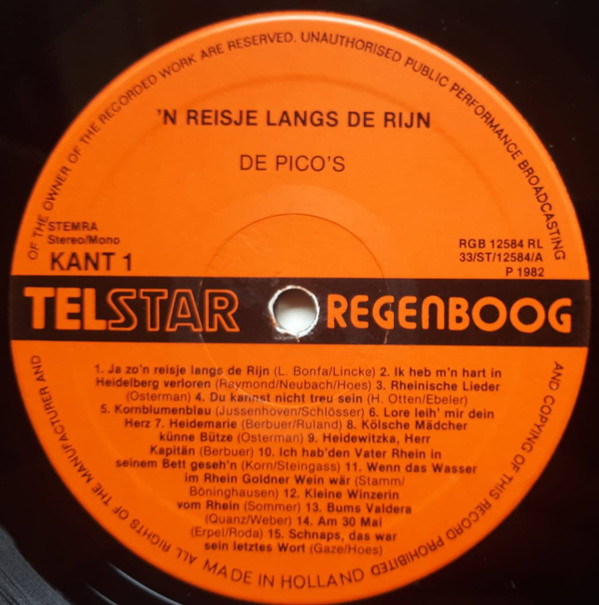 OF THE OWNER OF THE RECORDED WORK ARE RESERVED. UNAUTHORISED PUBLIC PERFORMANCE BROADCASTING
'N REISJE LANGS DE RIJN
DE PICO'S
STEMRA
Stereo/Mono
KANT 1
RGB 12584 RL
33/ST/12584/A
P 1982
TELSTAR REGENBOOG
1. Ja zo'n reisje langs de Rijn (L. Bonfa/Lincke) 2. Ik heb m'n hart in
Heidelberg verloren (Raymond/Neubach/Hoes) 3. Rheinische Lieder
(Osterman) 4. Du kannst nicht treu sein (H. Otten/Ebeler)
5. Kornblumenblau (Jussenhoven/Schlösser) 6. Lore leih' mir dein
Herz 7. Heidemarie (Berbuer/Ruland) 8. Kölsche Mädcher
künne Bütze (Osterman) 9. Heidewitzka, Herr
Kapitän (Berbuer) 10. Ich hab'den Vater Rhein in
seinem Bett geseh'n (Korn/Steingass) 11. Wenn das Wasser
im Rhein Goldner Wein wär (Stamm/
Böninghausen) 12. Kleine Winzerin
vom Rhein (Sommer) 13. Bums Valdera
(Quanz/Weber) 14. Am 30 Mai
(Erpel/Roda) 15. Schnaps, das war
sein letztes Wort (Gaze/Hoes)
AND COPYING OF THIS RECORD PROHIBITED
MADE IN HOLLAND
ALL RIGHTS OF THE MANUFACTURER AND